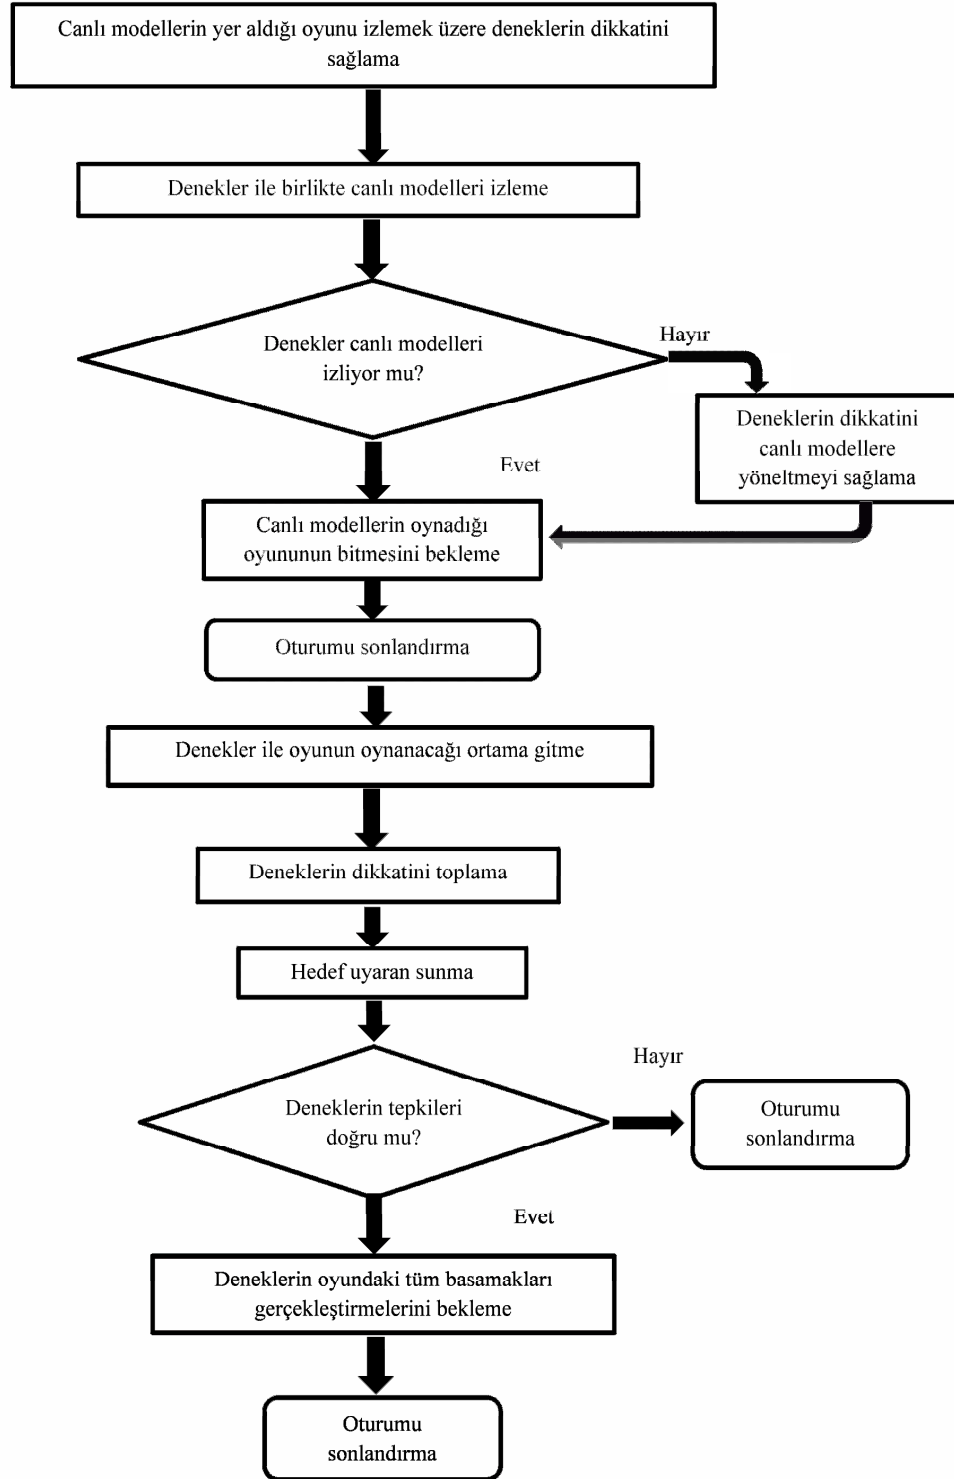 Canlı modellerin yer aldığı oyunu izlemek üzere deneklerin dikkatini
sağlama
Denekler ile birlikte canlı modelleri izleme
Denekler canlı modelleri
izliyor mu?
Hayır
Deneklerin dikkatini
canlı modellere
yöneltmeyi sağlama
Evet
Canlı modellerin oynadığı
oyununun bitmesini bekleme
Oturumu sonlandırma
Denekler ile oyunun oynanacağı ortama gitme
Deneklerin dikkatini toplama
Hedef uyaran sunma
Deneklerin tepkileri
doğru mu?
Hayır
Oturumu
sonlandırma
Evet
Deneklerin oyundaki tüm basamakları
gerçekleştirmelerini bekleme
Oturumu
sonlandırma